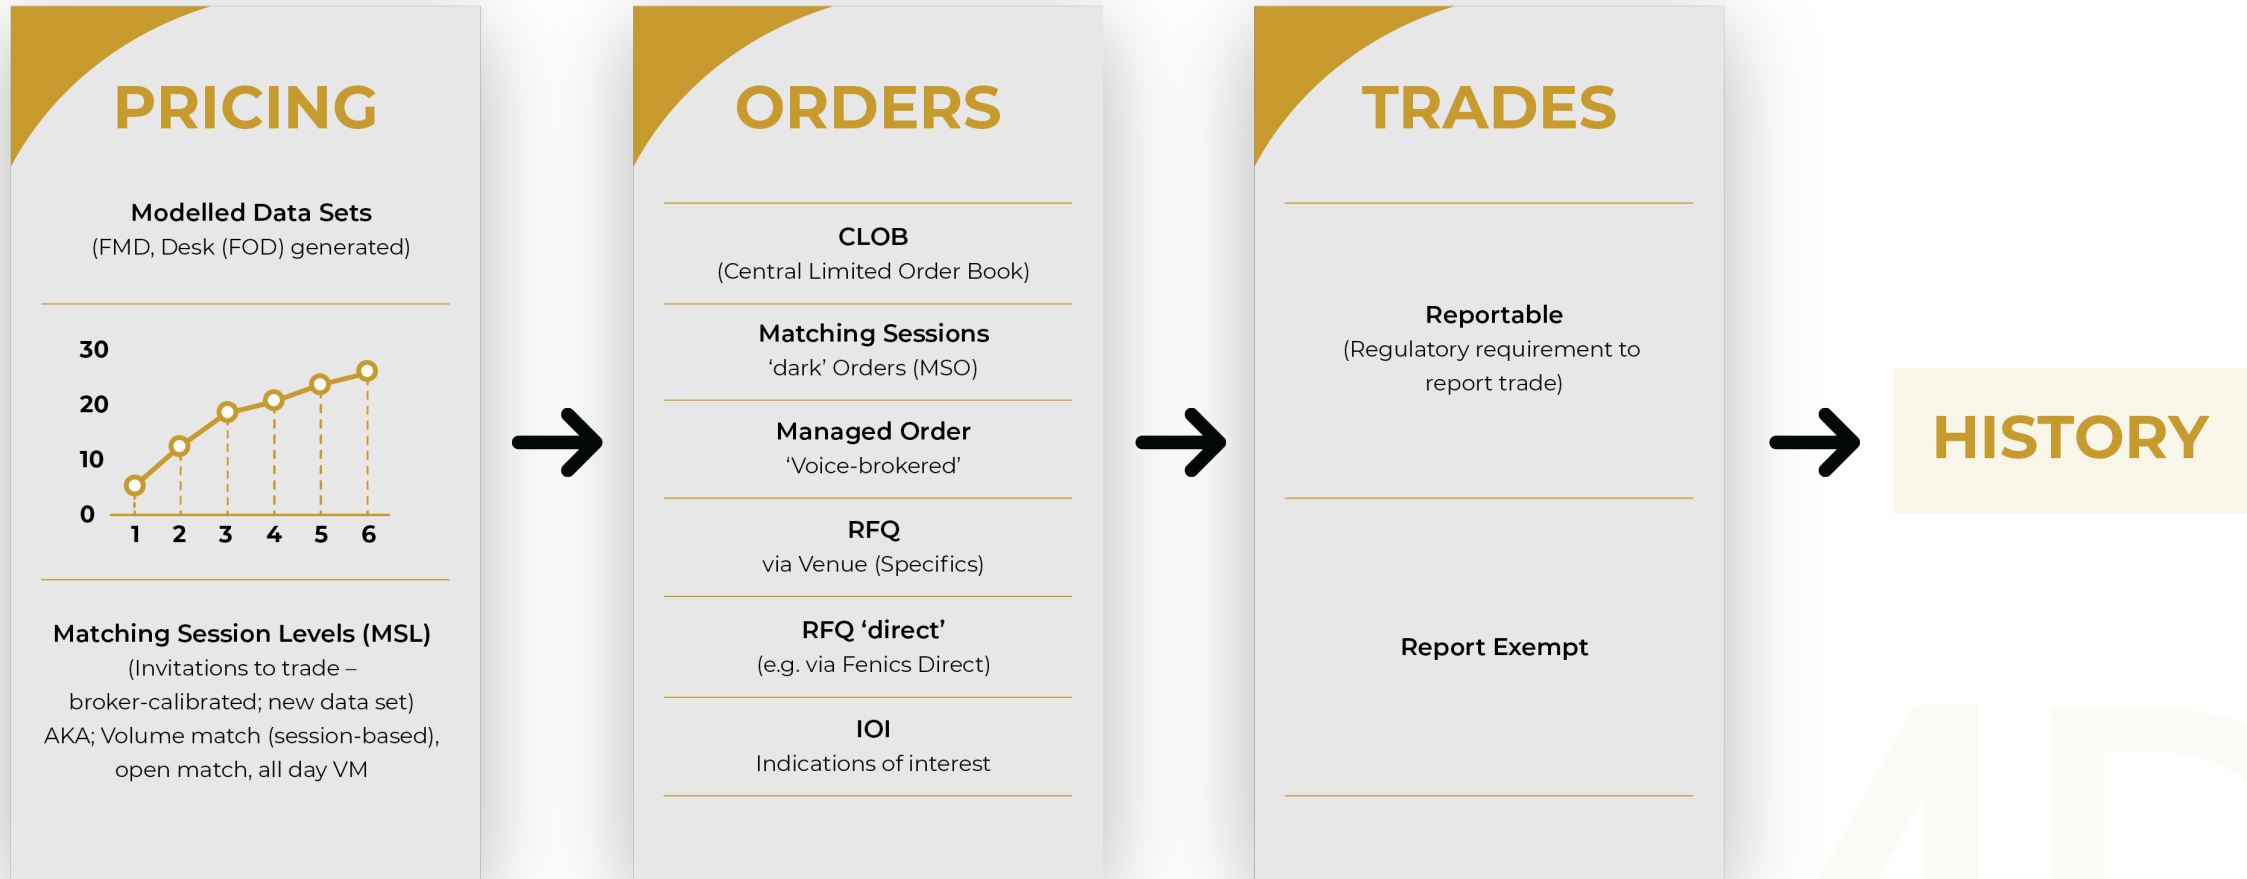 PRICING
Modelled Data Sets
(FMD, Desk (FOD) generated)
30
20
10
0
1 2 3 4 5 6
Matching Session Levels (MSL)
(Invitations to trade –
broker-calibrated; new data set)
AKA; Volume match (session-based),
open match, all day VM
ORDERS
CLOB
(Central Limited Order Book)
Matching Sessions
‘dark’ Orders (MSO)
Managed Order
‘Voice-brokered’
RFQ
via Venue (Specifics)
RFQ ‘direct’
(e.g. via Fenics Direct)
IOI
Indications of interest
TRADES
Reportable
(Regulatory requirement to
report trade)
Report Exempt
HISTORY